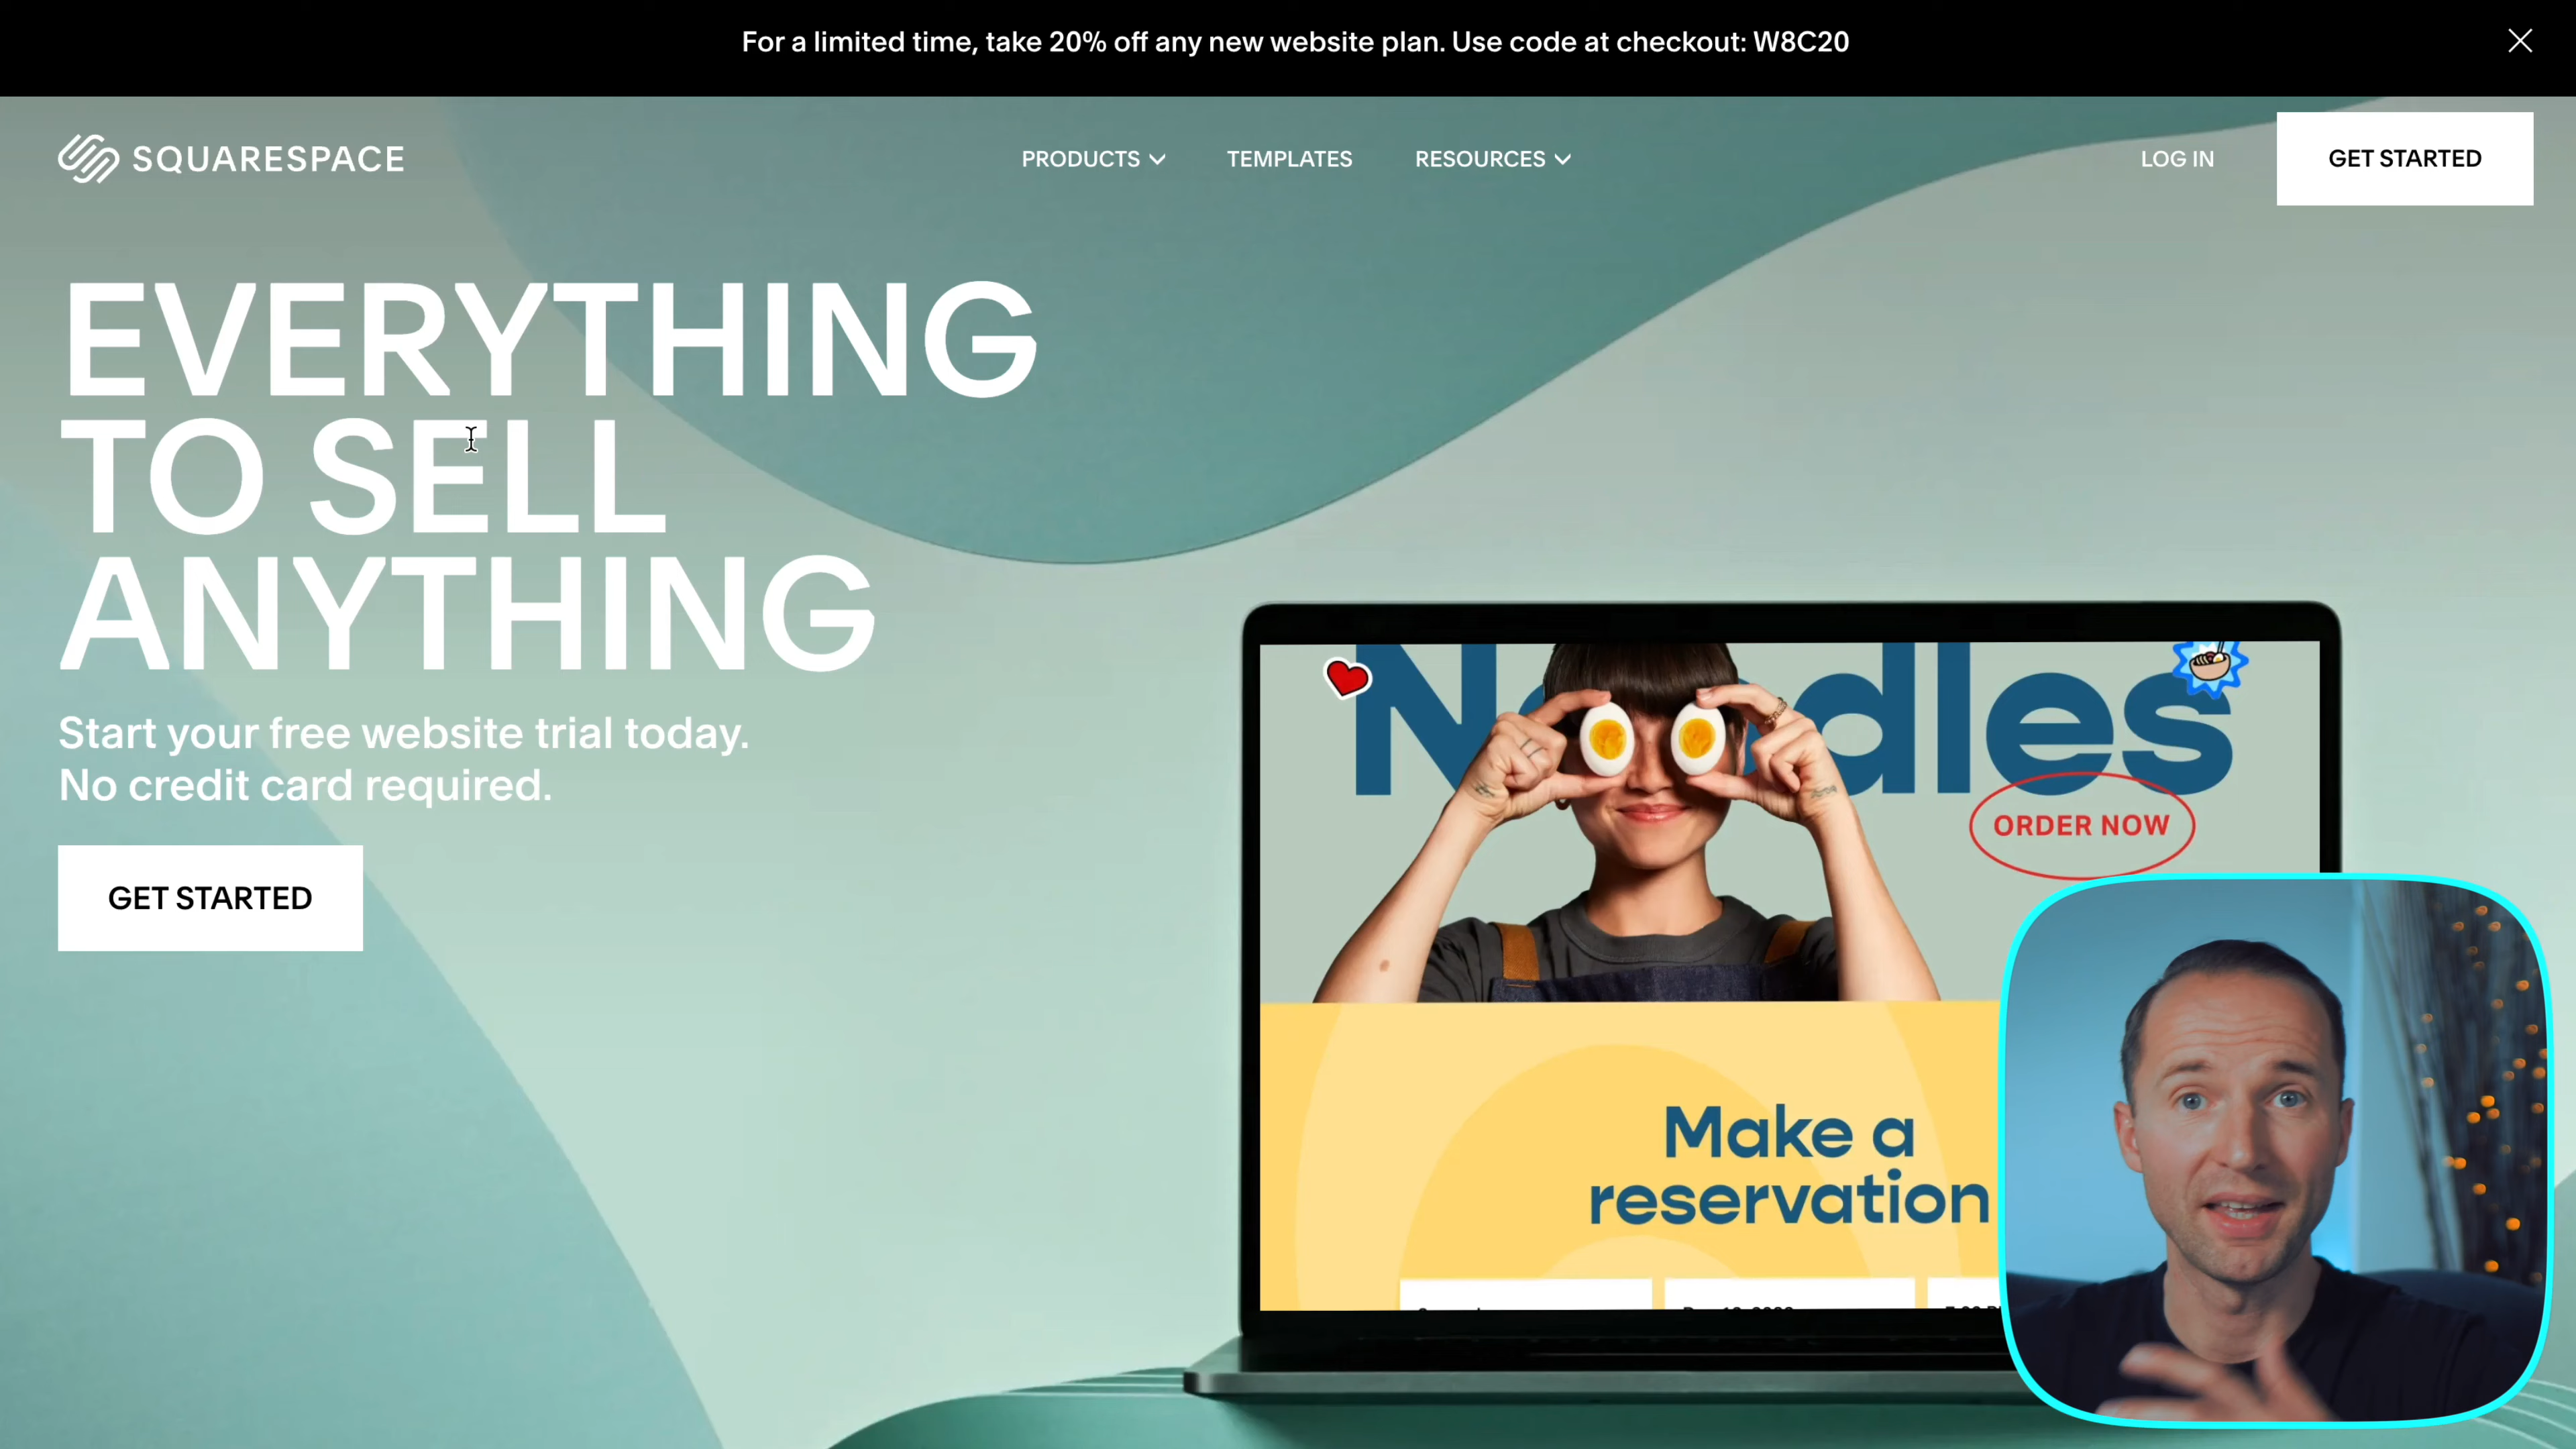 For a limited time, take 20% off any new website plan. Use code at checkout: W8C20
SQUARESPACE
PRODUCTS
TEMPLATES
RESOURCES
LOG IN
GET STARTED
EVERYTHING
TO SELL
ANYTHING
Start your free website trial today.
No credit card required.
GET STARTED
ORDER NOW
Make a
reservation